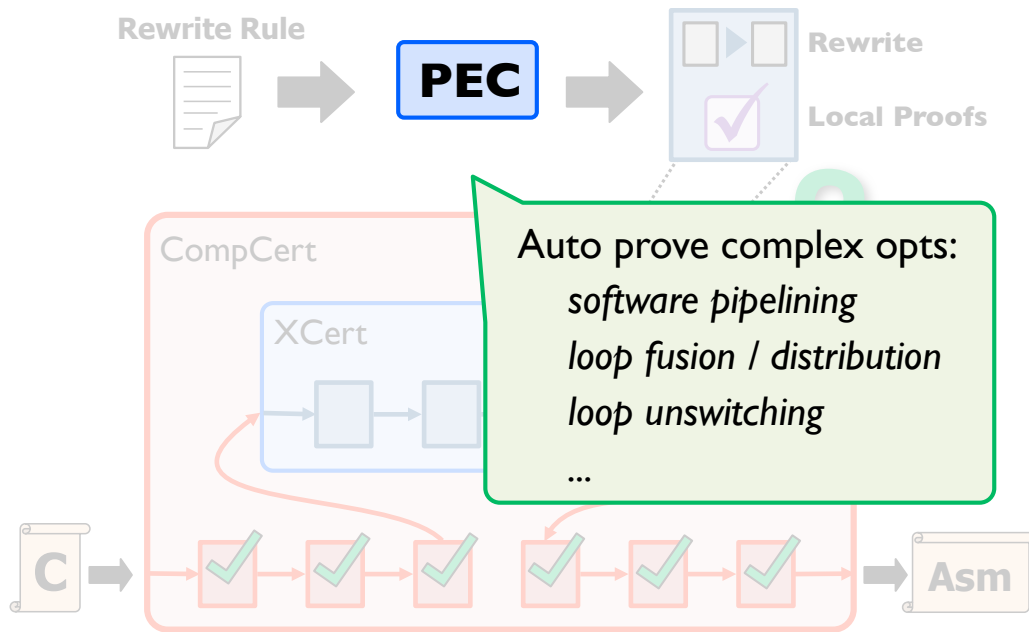 Rewrite Rule
PEC
Rewrite
Local Proofs
CompCert
XCert
Auto prove complex opts:
software pipelining
loop fusion / distribution
loop unswitching
...
C
Asm